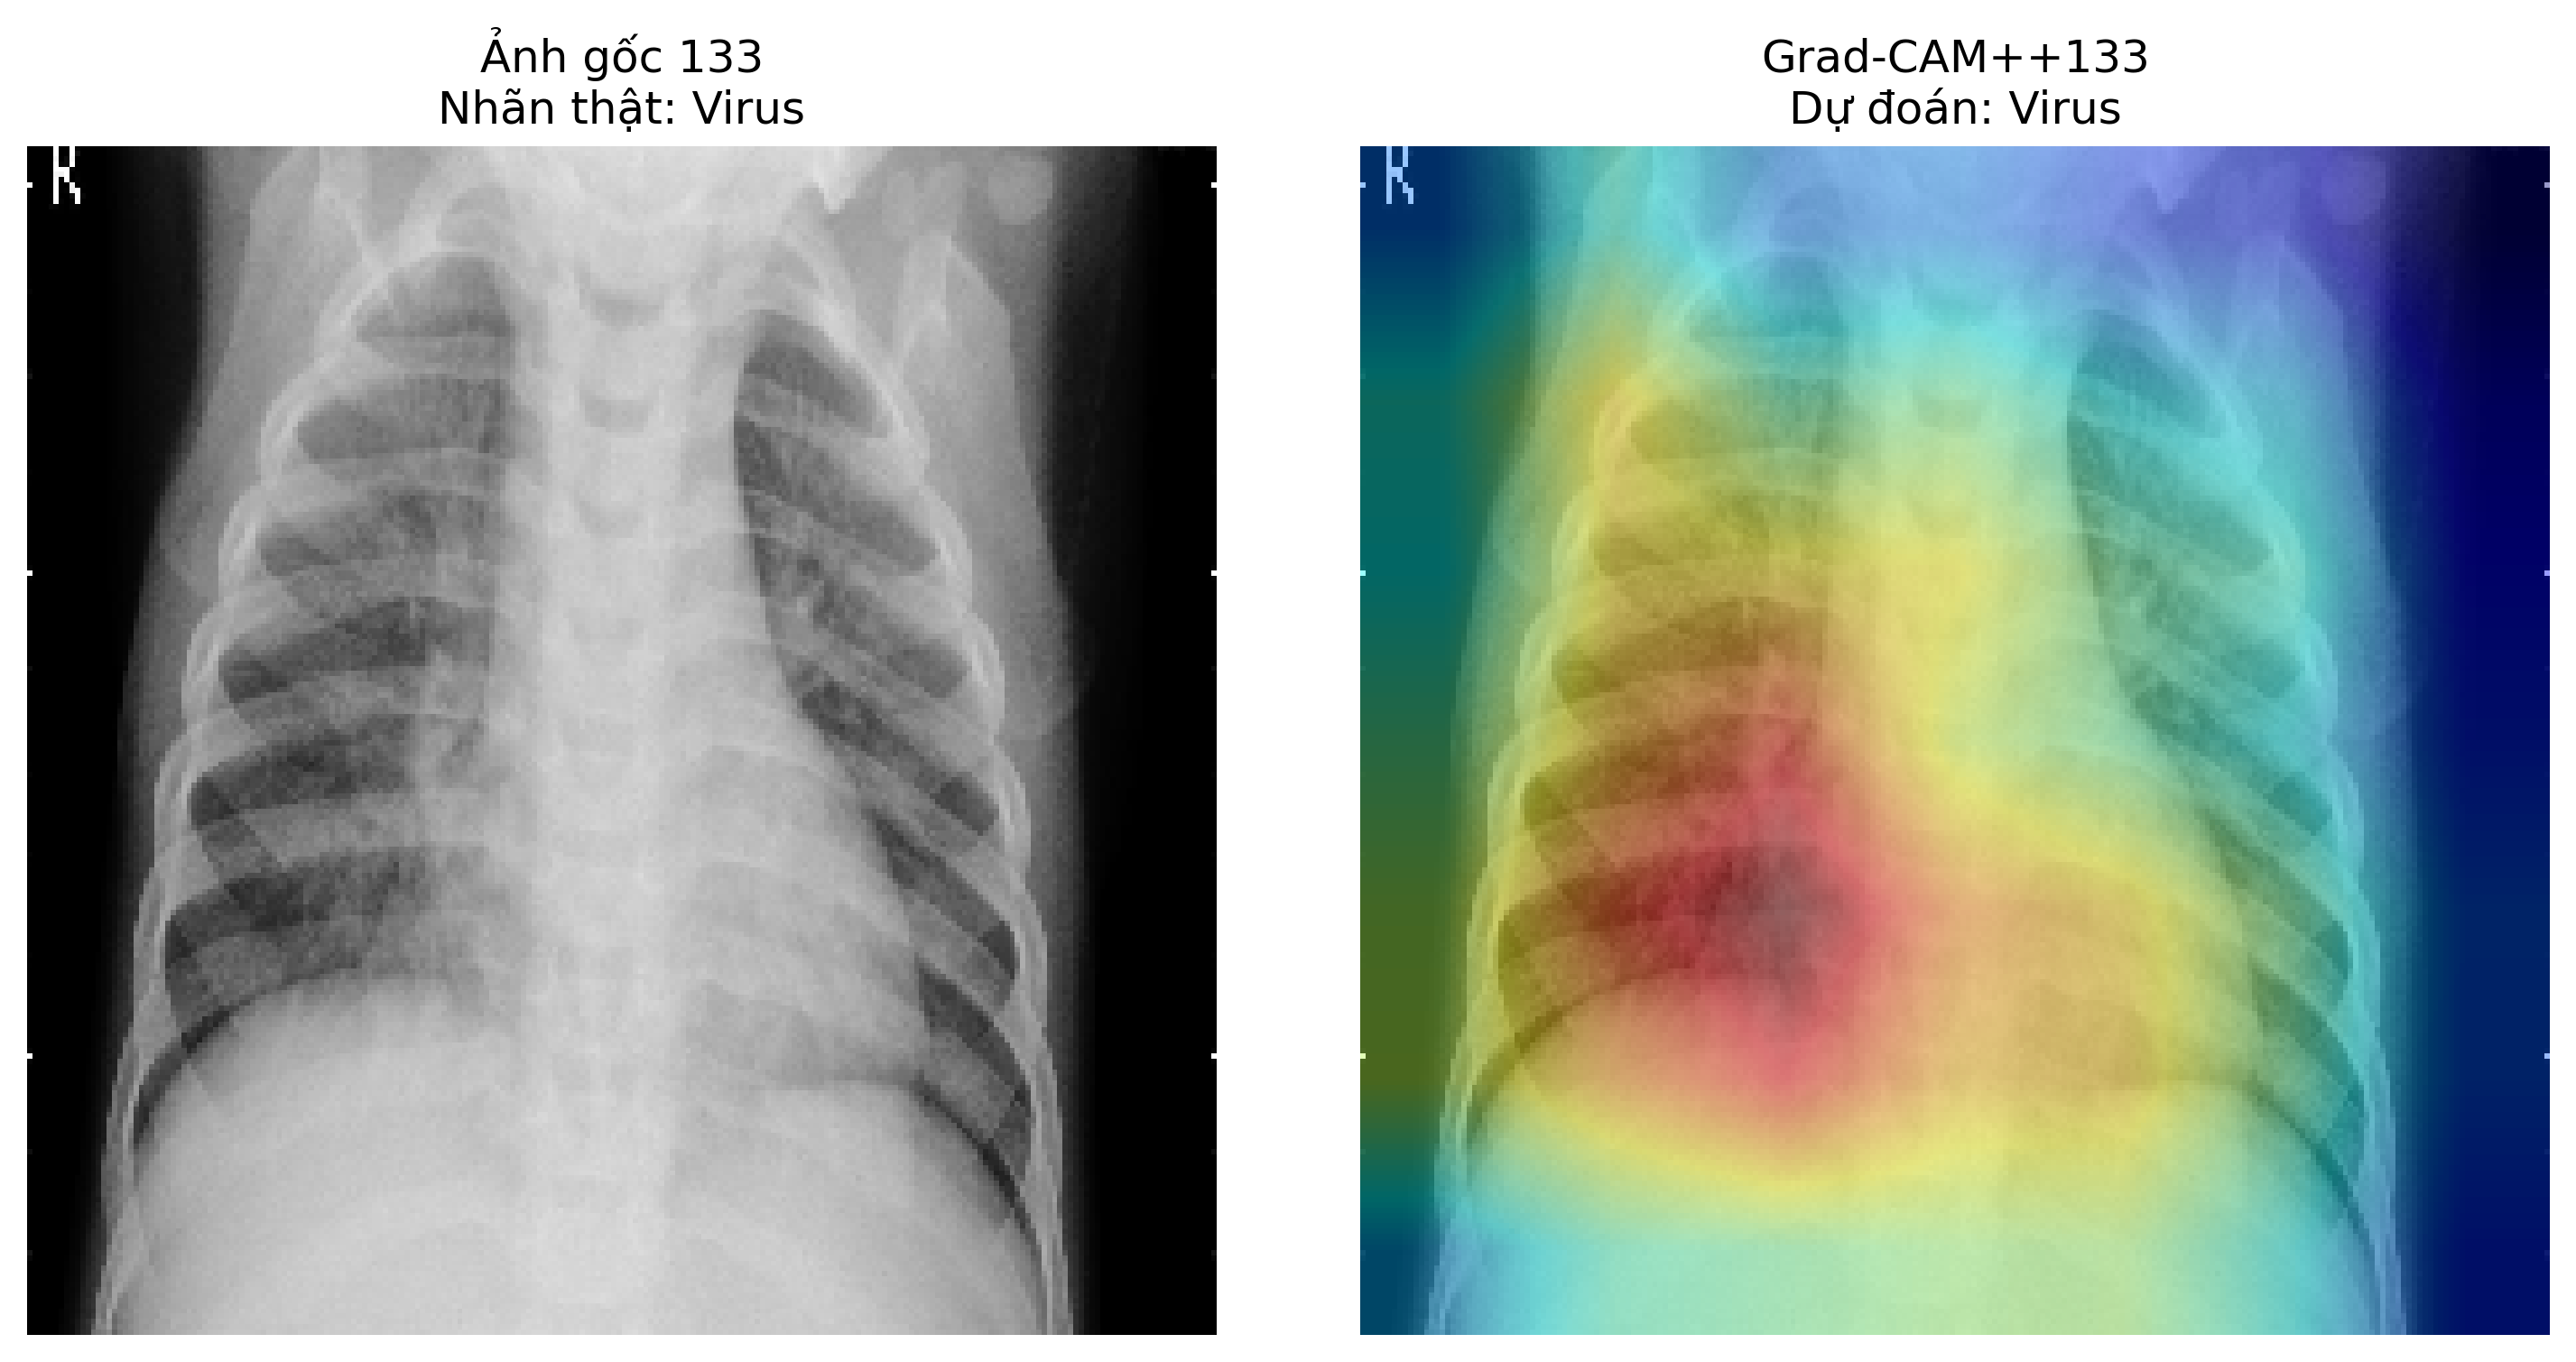 Ảnh gốc 133
Nhãn thật: Virus
Grad-CAM++133
Dự đoán: Virus
R
R